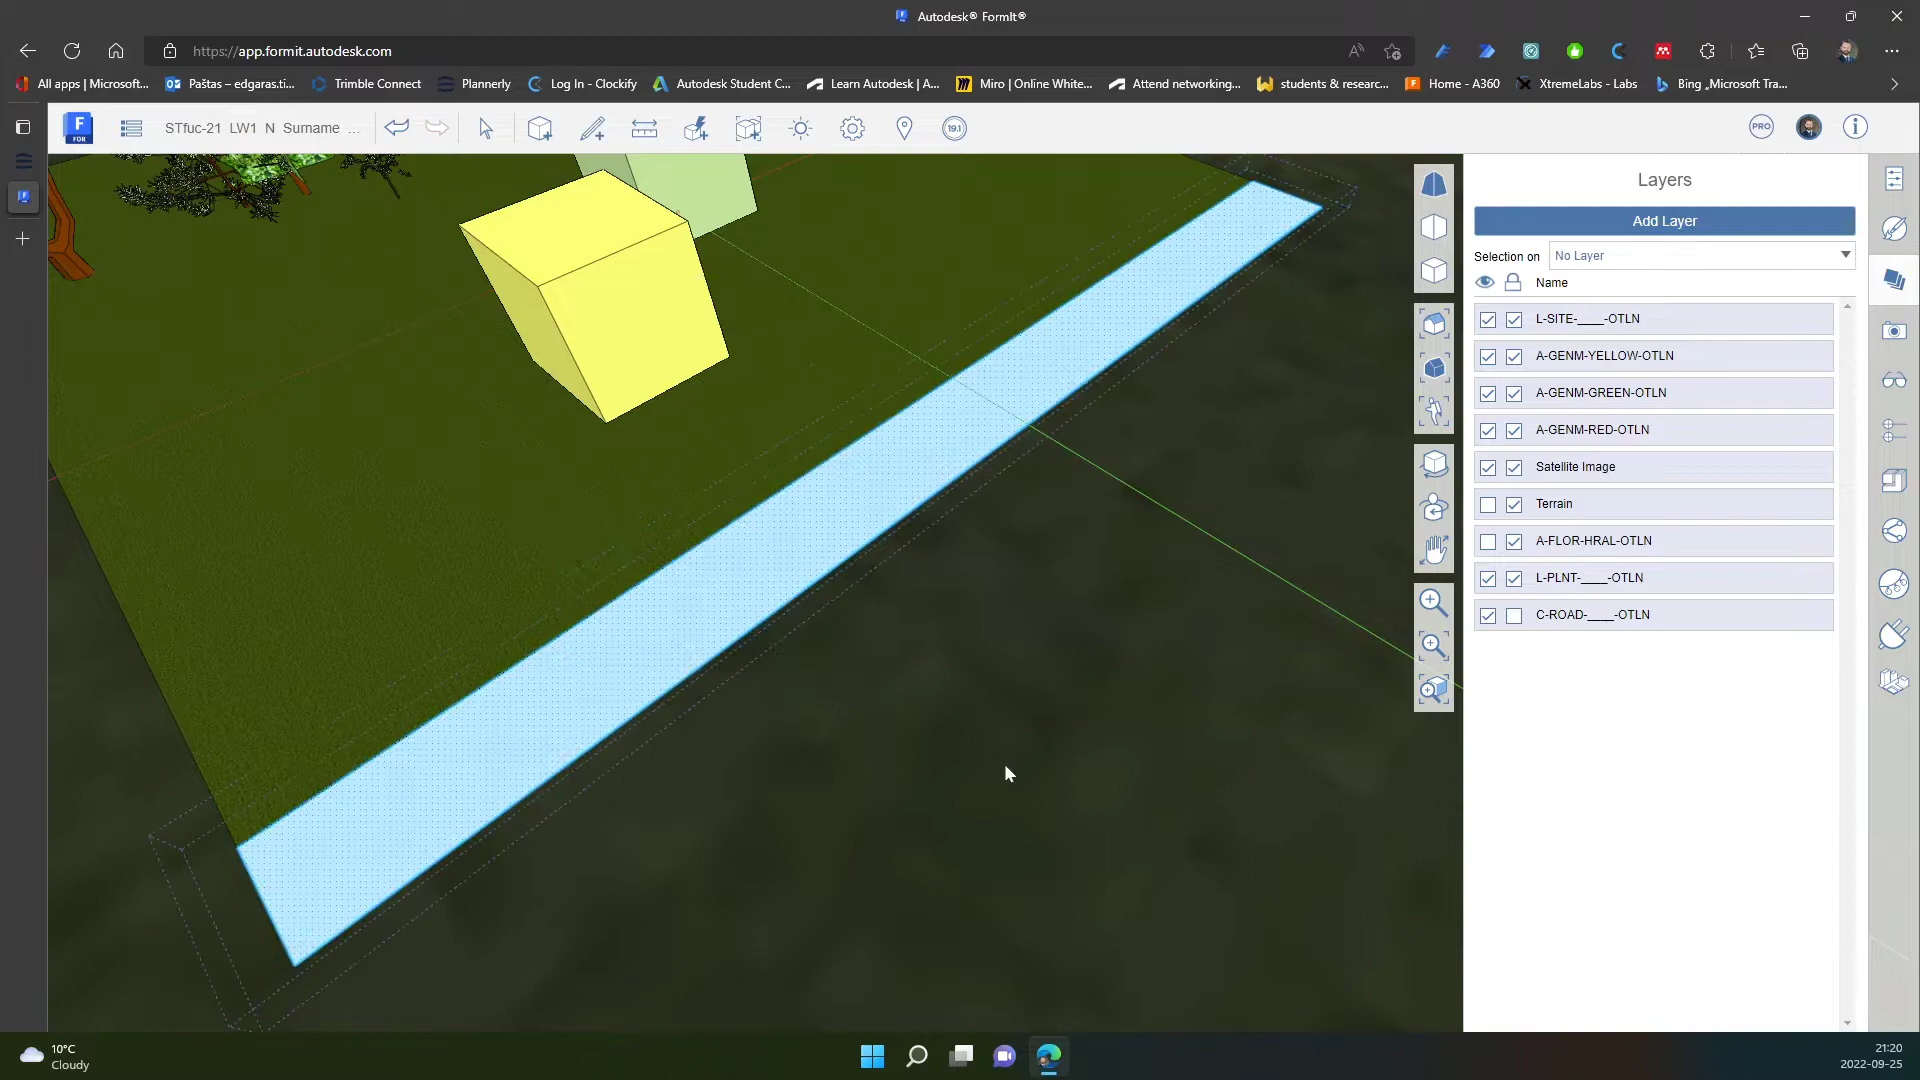 Autodesk® FormIt®
https://app.formit.autodesk.com
All apps | Microsoft...
Paštas – edgaras.ti...
Trimble Connect
Plannerly
Log In - Clockify
Autodesk Student C...
Learn Autodesk | A...
Miro | Online White...
Attend networking...
students & researc...
Home - A360
XtremeLabs - Labs
Bing „Microsoft Tra...
F
FOR
STfuc-21 LW1 N Surname ...
19.1
PRO
Layers
Add Layer
Selection on No Layer
Name
L-SITE-____-OTLN
A-GENM-YELLOW-OTLN
A-GENM-GREEN-OTLN
A-GENM-RED-OTLN
Satellite Image
Terrain
A-FLOR-HRAL-OTLN
L-PLNT-____-OTLN
C-ROAD-____-OTLN
10°C
Cloudy
21:20
2022-09-25